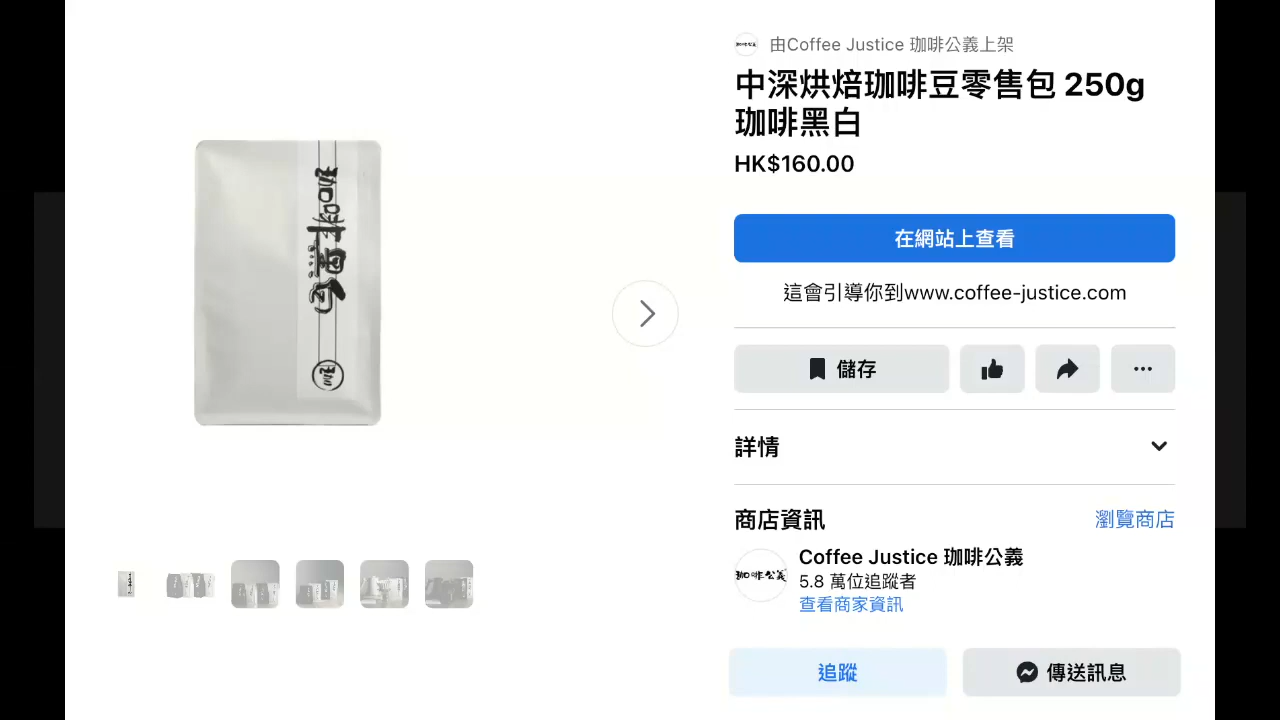 由Coffee Justice 珈啡公義上架
中深烘焙珈啡豆零售包 250g
珈啡黑白
HK$160.00
在網站上查看
這會引導你到www.coffee-justice.com
儲存
詳情
商店資訊
瀏覽商店
Coffee Justice 珈啡公義
5.8 萬位追蹤者
查看商家資訊
追蹤
傳送訊息
珈啡公義